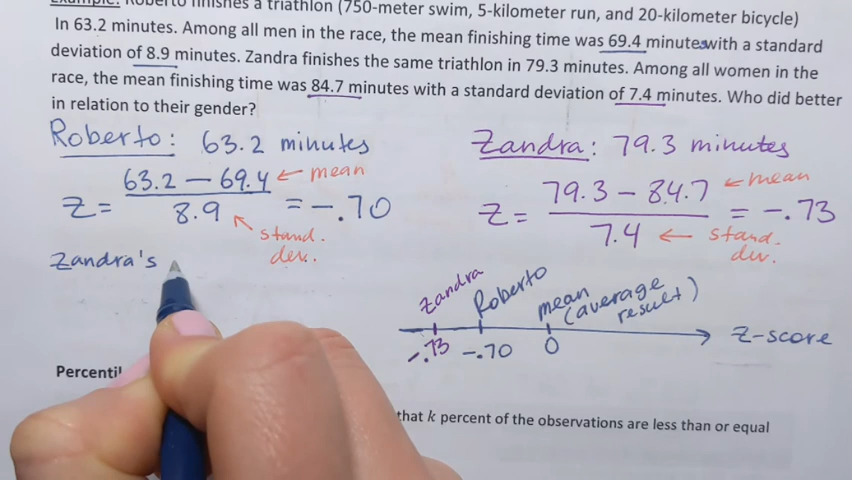 Example: Roberto finishes a triathlon (750-meter swim, 5-kilometer run, and 20-kilometer bicycle)
In 63.2 minutes. Among all men in the race, the mean finishing time was 69.4 minutes with a standard
deviation of 8.9 minutes. Zandra finishes the same triathlon in 79.3 minutes. Among all women in the
race, the mean finishing time was 84.7 minutes with a standard deviation of 7.4 minutes. Who did better
in relation to their gender?
Roberto: 63.2 minutes
Z = (63.2 - 69.4) / 8.9 = -.70
← mean
stand.
dev.
Zandra: 79.3 minutes
Z = (79.3 - 84.7) / 7.4 = -.73
← mean
← stand.
dev.
Zandra's
Zandra Roberto mean (average result)
-.73 -.70 0 Z-score
that k percent of the observations are less than or equal